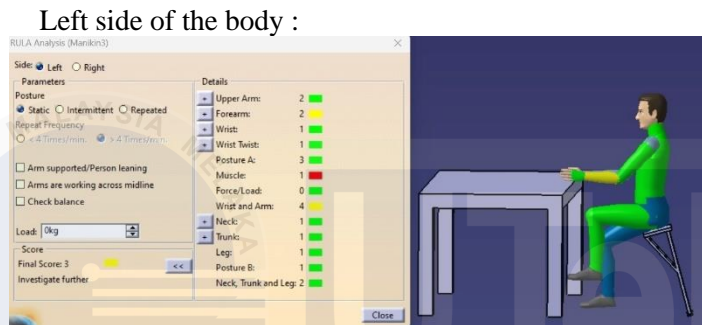 Left side of the body :
RULA Analysis (Manikin3)
Side: Left Right
Parameters
Posture
Static Intermittent Repeated
Repeat Frequency
< 4 Times/min. > 4 Times/min.
Arm supported/Person leaning
Arms are working across midline
Check balance
Load: 0kg
Score
Final Score: 3
Investigate further
<<
Details
+ Upper Arm: 2
+ Forearm: 2
+ Wrist: 1
+ Wrist Twist: 1
Posture A: 3
Muscle: 1
Force/Load: 0
Wrist and Arm: 4
+ Neck: 1
+ Trunk: 1
Leg: 1
Posture B: 1
Neck, Trunk and Leg: 2
Close